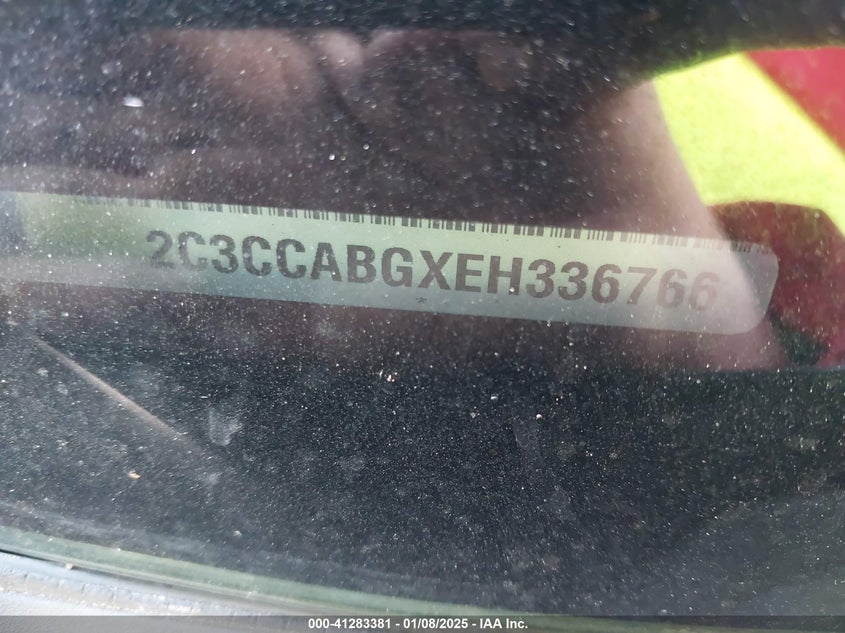 2C3CCABGXEH336766
*
000-41283381 - 01/08/2025 - IAA Inc.